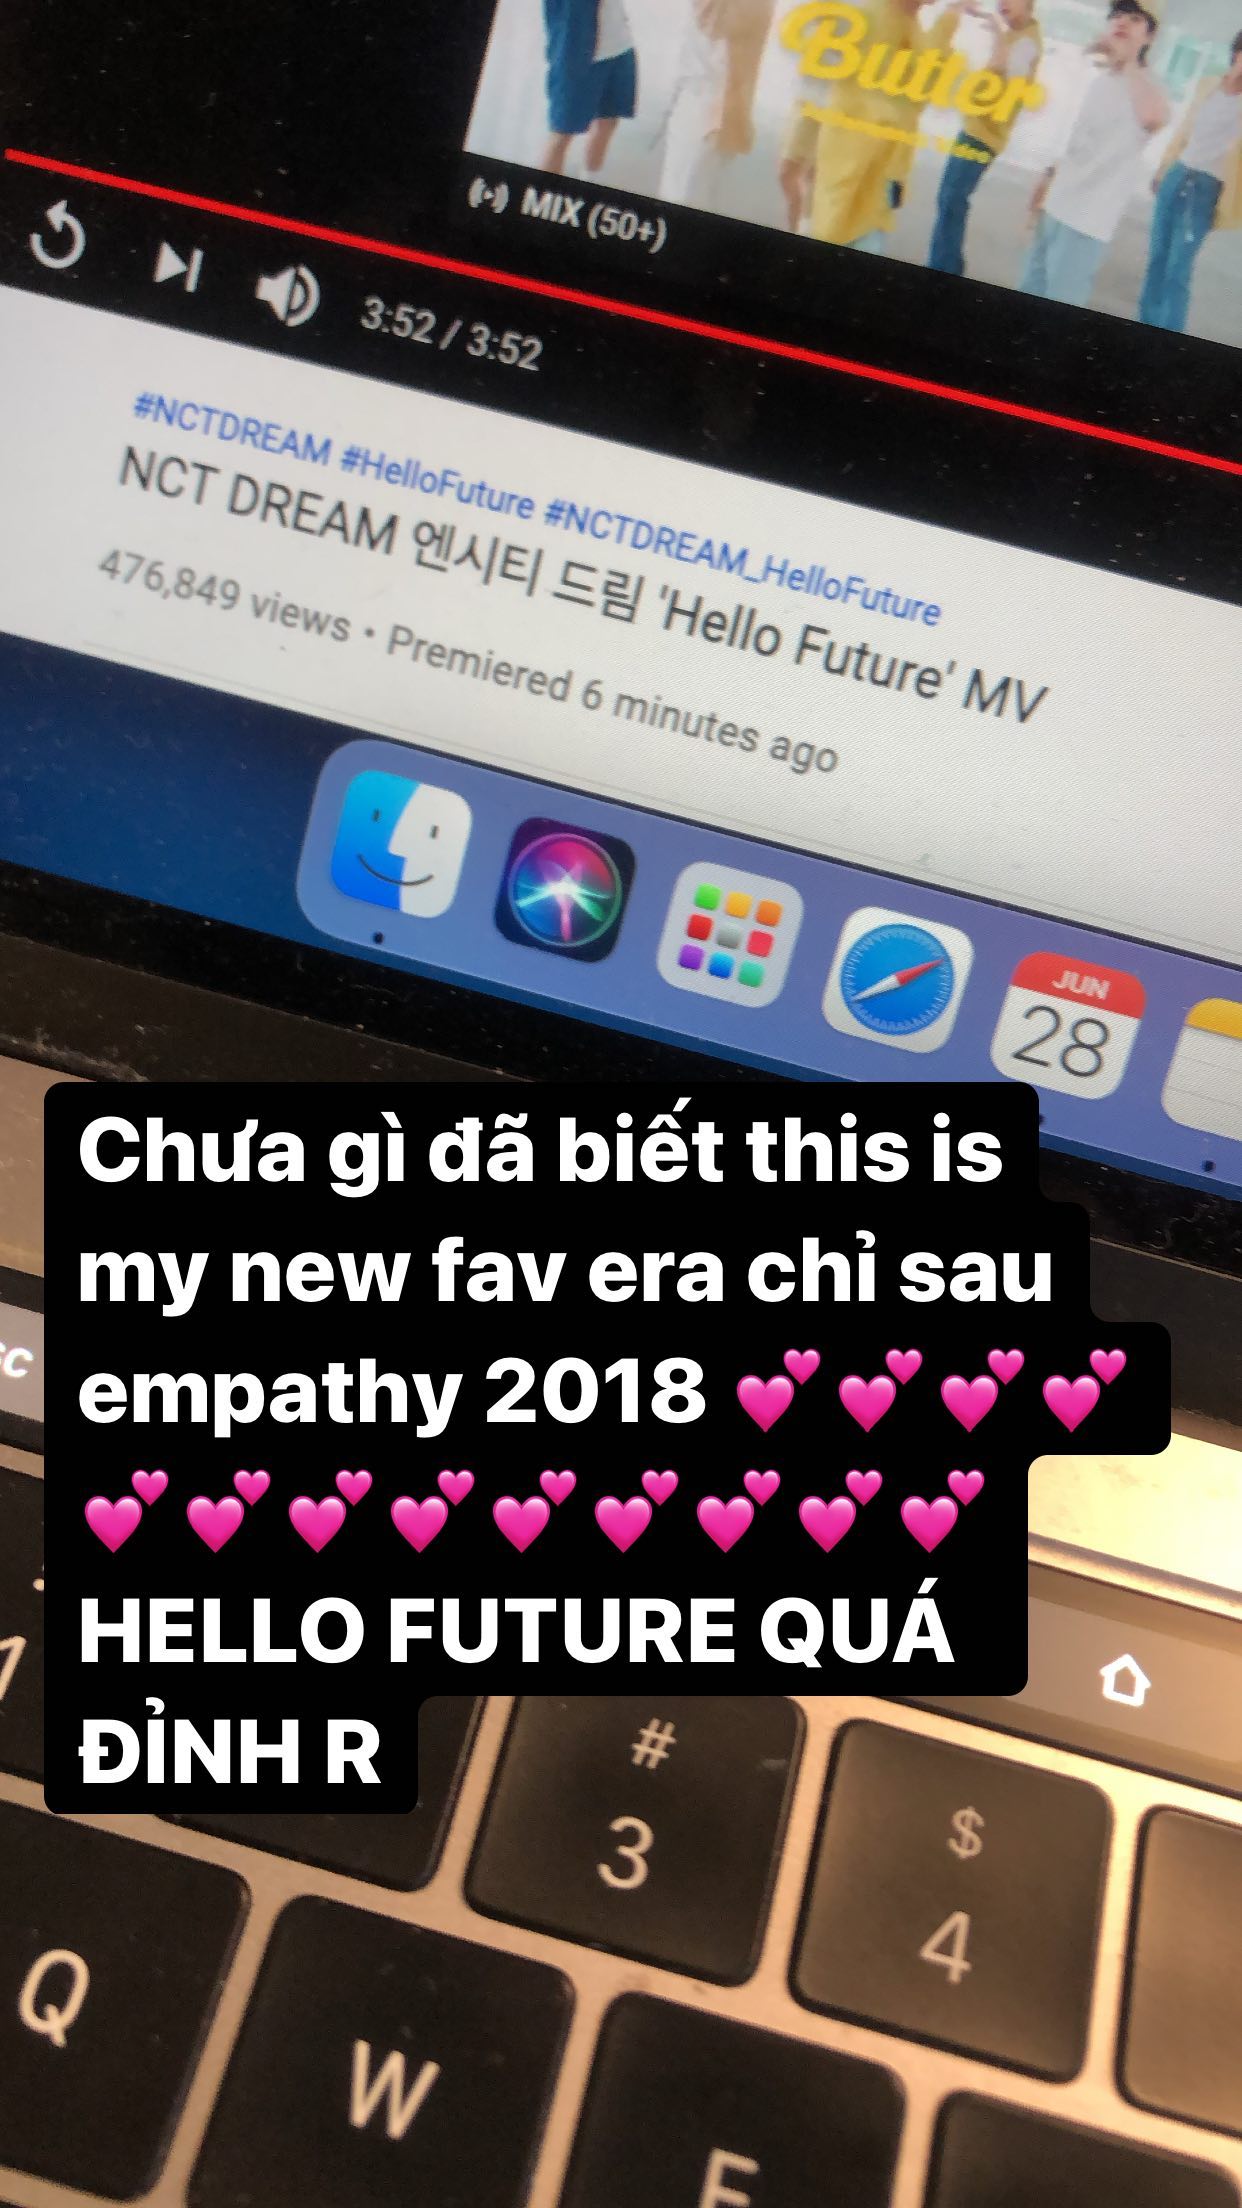 Butter
Performance Video
MIX (50+)
3:52 / 3:52
#NCTDREAM #HelloFuture #NCTDREAM_HelloFuture
NCT DREAM 엔시티 드림 'Hello Future' MV
476,849 views • Premiered 6 minutes ago
JUN
28
Chưa gì đã biết this is
my new fav era chỉ sau
empathy 2018 💕💕💕💕
💕💕💕💕💕💕💕💕💕
HELLO FUTURE QUÁ
ĐỈNH R
#
3
$
4
Q
W